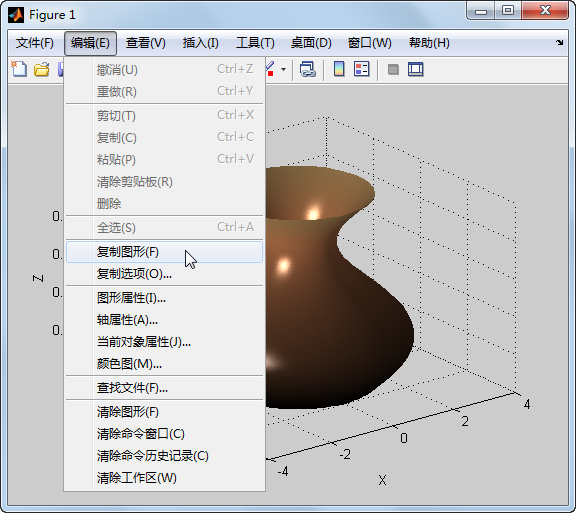 Figure 1
文件(F) 编辑(E) 查看(V) 插入(I) 工具(T) 桌面(D) 窗口(W) 帮助(H)
撤消(U) Ctrl+Z
重做(R) Ctrl+Y
剪切(T) Ctrl+X
复制(C) Ctrl+C
粘贴(P) Ctrl+V
清除剪贴板(R)
删除
全选(S) Ctrl+A
复制图形(F)
复制选项(O)...
图形属性(I)...
轴属性(A)...
当前对象属性(J)...
颜色图(M)...
查找文件(F)...
清除图形(F)
清除命令窗口(C)
清除命令历史记录(C)
清除工作区(W)
0.
0.
0.
0.
Z
-4
-2
0
2
4
X